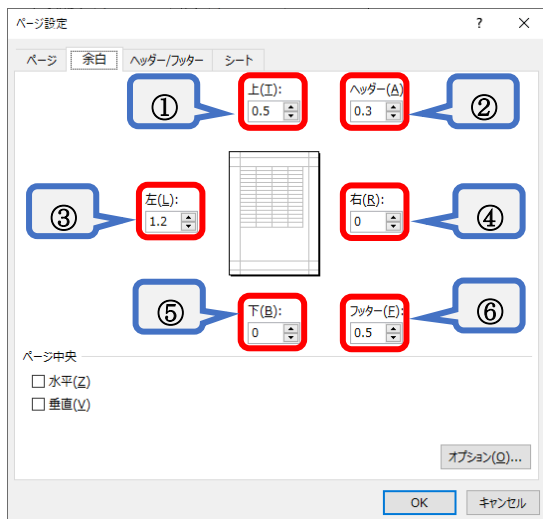 ページ設定 ? ×
ページ 余白 ヘッダー/フッター シート
① 上(T): ヘッダー(A) ②
0.5 0.3
③ 左(L): 右(R): ④
1.2 0
⑤ 下(B): フッター(F): ⑥
0 0.5
ページ中央
水平(Z)
垂直(V)
オプション(O)...
OK キャンセル